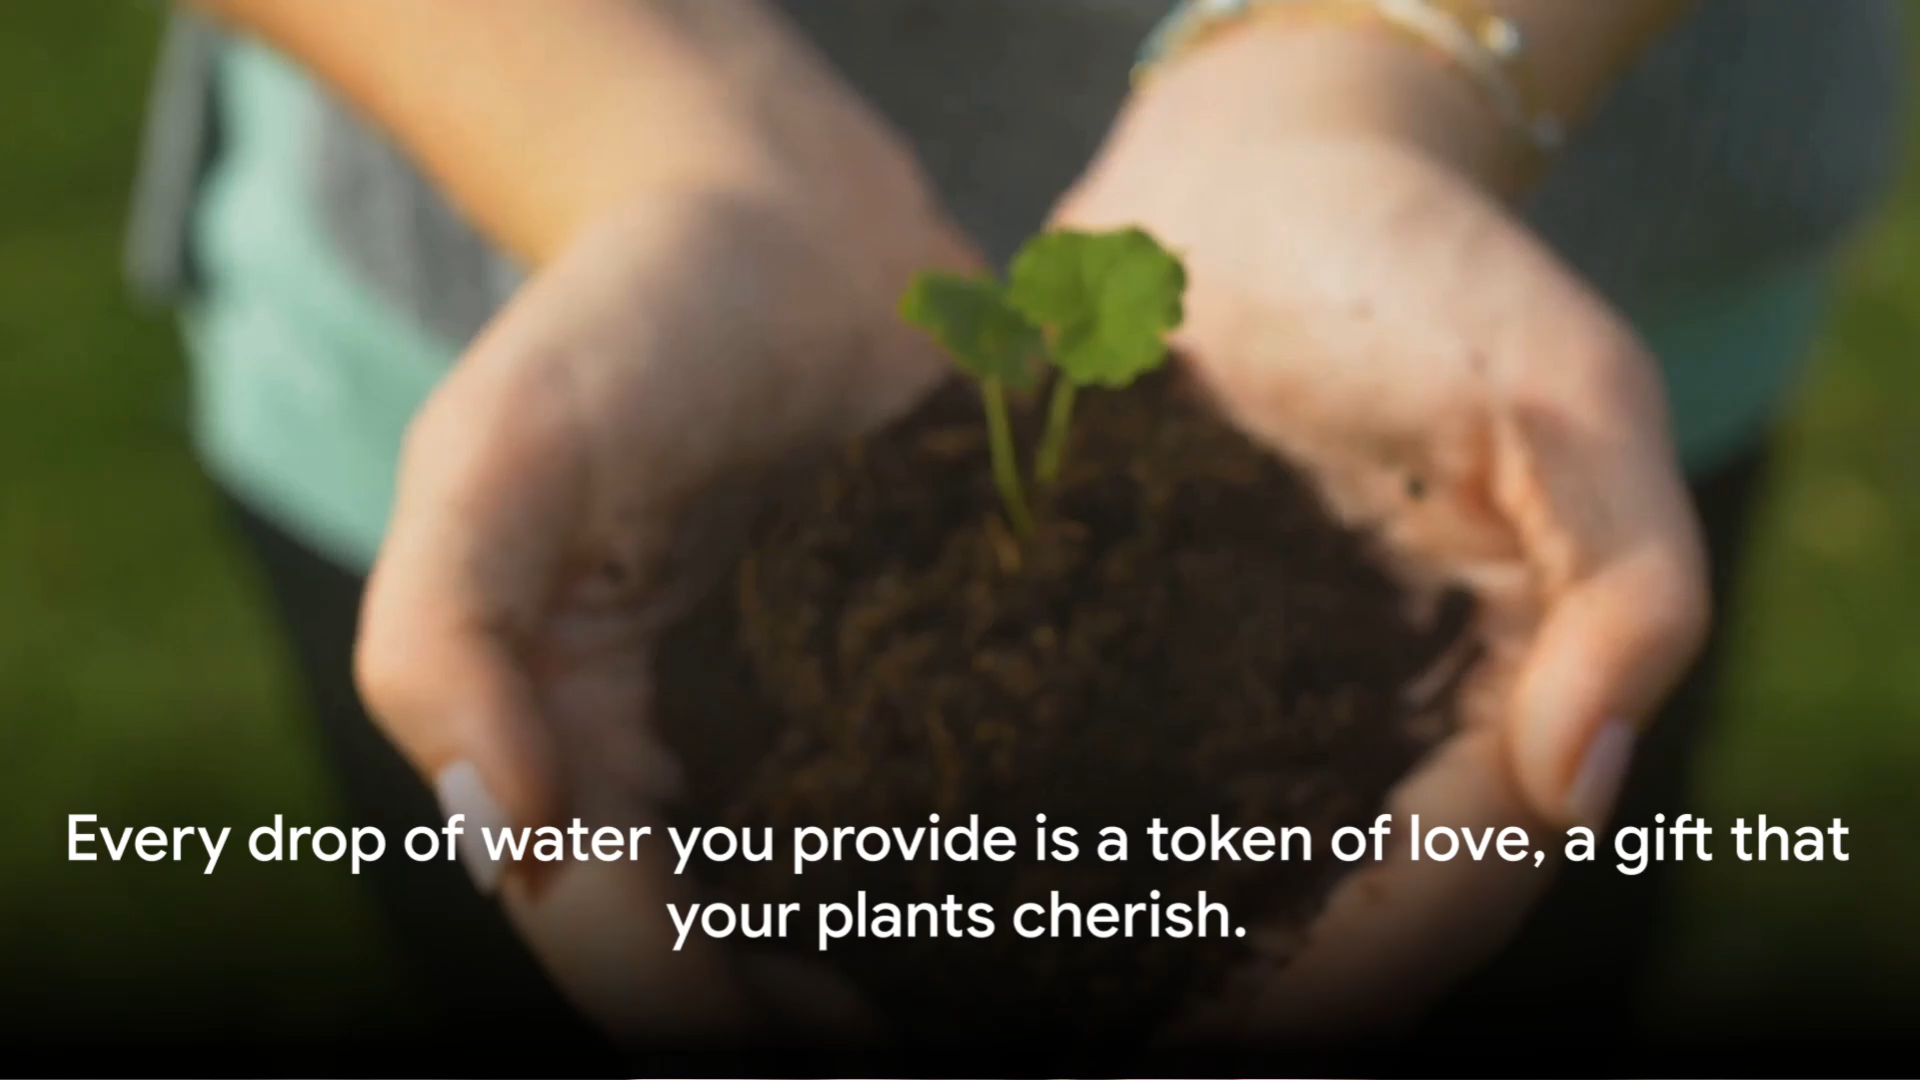 Every drop of water you provide is a token of love, a gift that
your plants cherish.